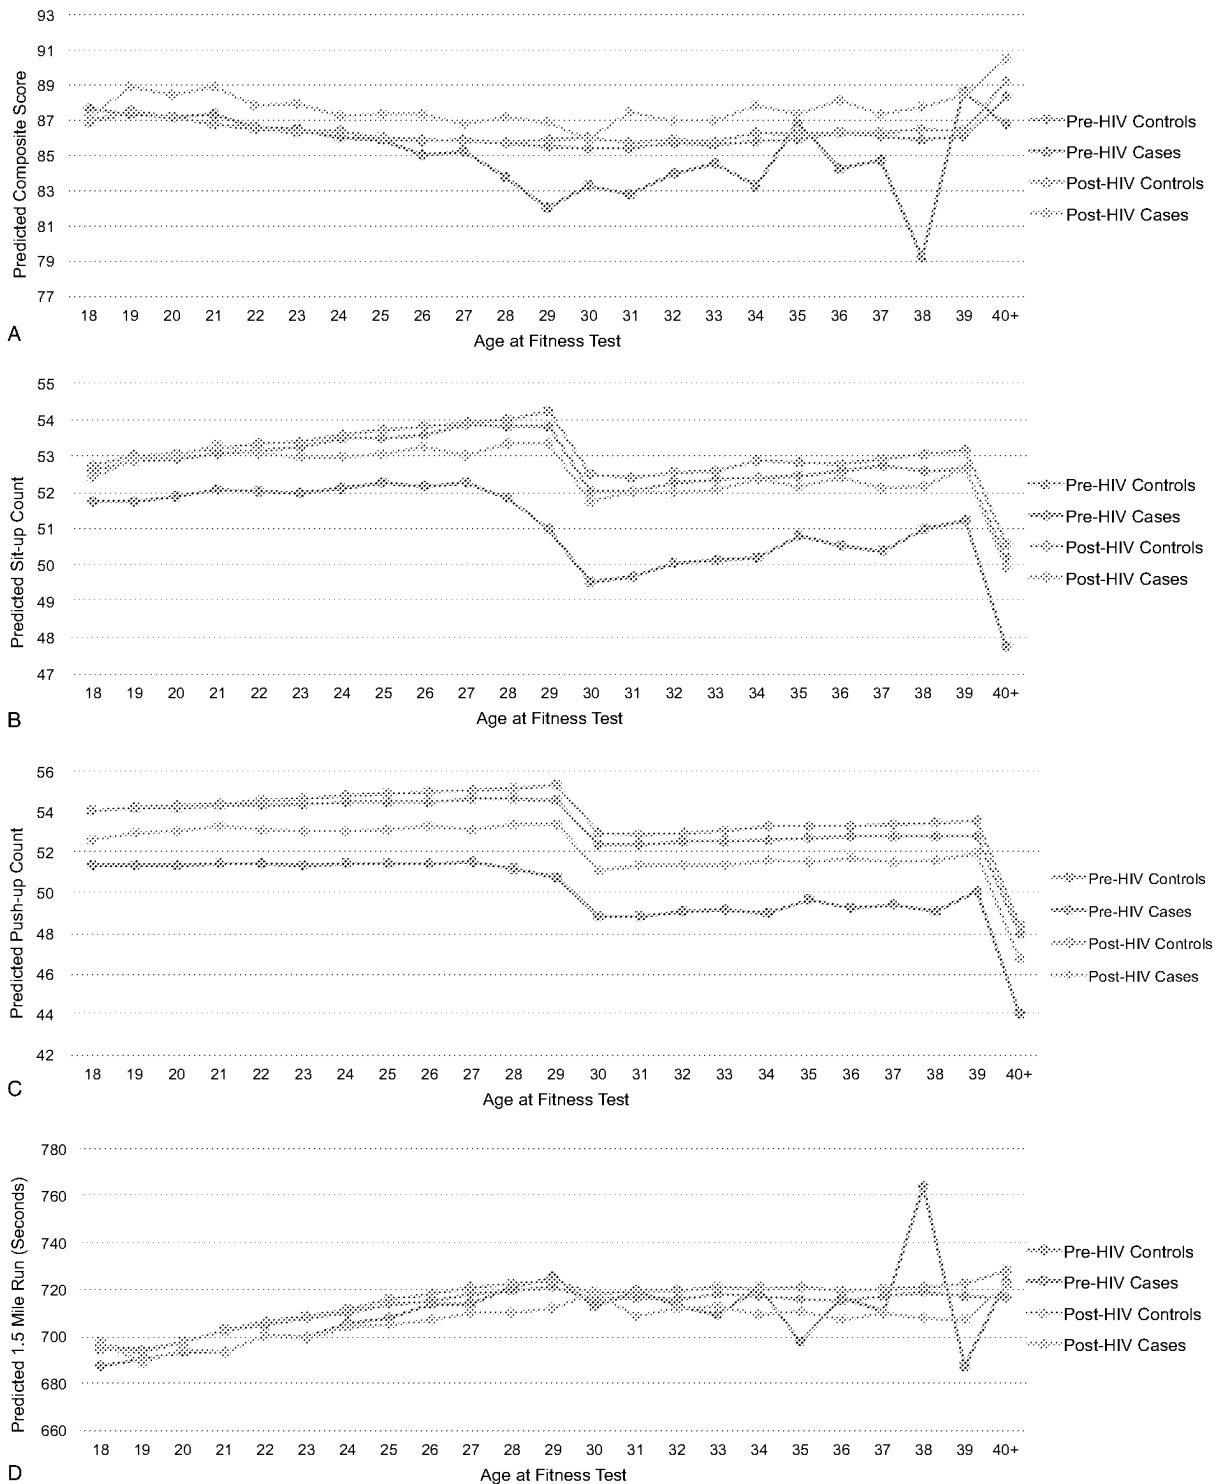 93
91
89
87
85
83
81
79
77
Predicted Composite Score
18 19 20 21 22 23 24 25 26 27 28 29 30 31 32 33 34 35 36 37 38 39 40+
Age at Fitness Test
Pre-HIV Controls
Pre-HIV Cases
Post-HIV Controls
Post-HIV Cases
A
55
54
53
52
51
50
49
48
47
Predicted Sit-up Count
18 19 20 21 22 23 24 25 26 27 28 29 30 31 32 33 34 35 36 37 38 39 40+
Age at Fitness Test
Pre-HIV Controls
Pre-HIV Cases
Post-HIV Controls
Post-HIV Cases
B
56
54
52
50
48
46
44
42
Predicted Push-up Count
18 19 20 21 22 23 24 25 26 27 28 29 30 31 32 33 34 35 36 37 38 39 40+
Age at Fitness Test
Pre-HIV Controls
Pre-HIV Cases
Post-HIV Controls
Post-HIV Cases
C
780
760
740
720
700
680
660
Predicted 1.5 Mile Run (Seconds)
18 19 20 21 22 23 24 25 26 27 28 29 30 31 32 33 34 35 36 37 38 39 40+
Age at Fitness Test
Pre-HIV Controls
Pre-HIV Cases
Post-HIV Controls
Post-HIV Cases
D